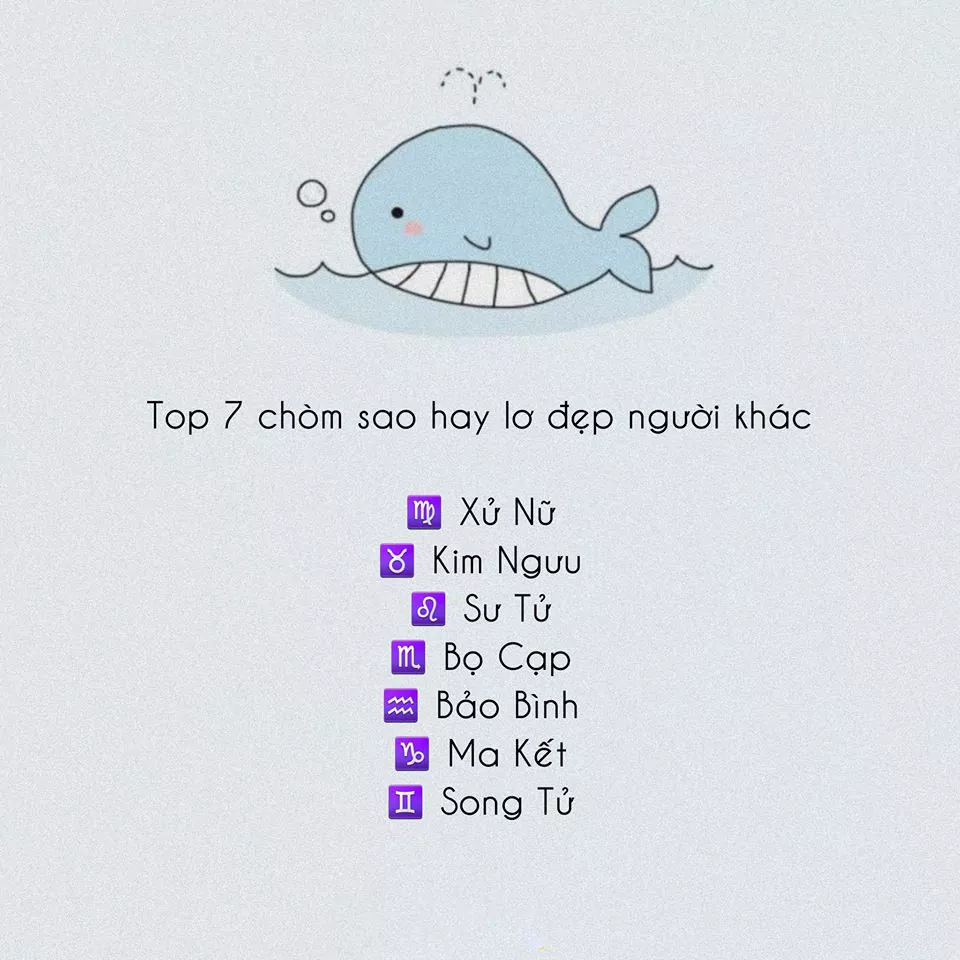 Top 7 chòm sao hay lơ đẹp người khác
♍ Xử Nữ
♉ Kim Ngưu
♌ Sư Tử
♏ Bọ Cạp
♒ Bảo Bình
♑ Ma Kết
♊ Song Tử